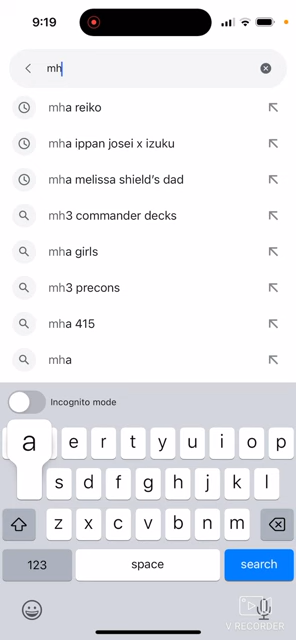 9:19
mh
mha reiko
mha ippan josei x izuku
mha melissa shield's dad
mh3 commander decks
mha girls
mh3 precons
mha 415
mha
Incognito mode
a e r t y u i o p
s d f g h j k l
z x c v b n m
123 space search
V RECORDER